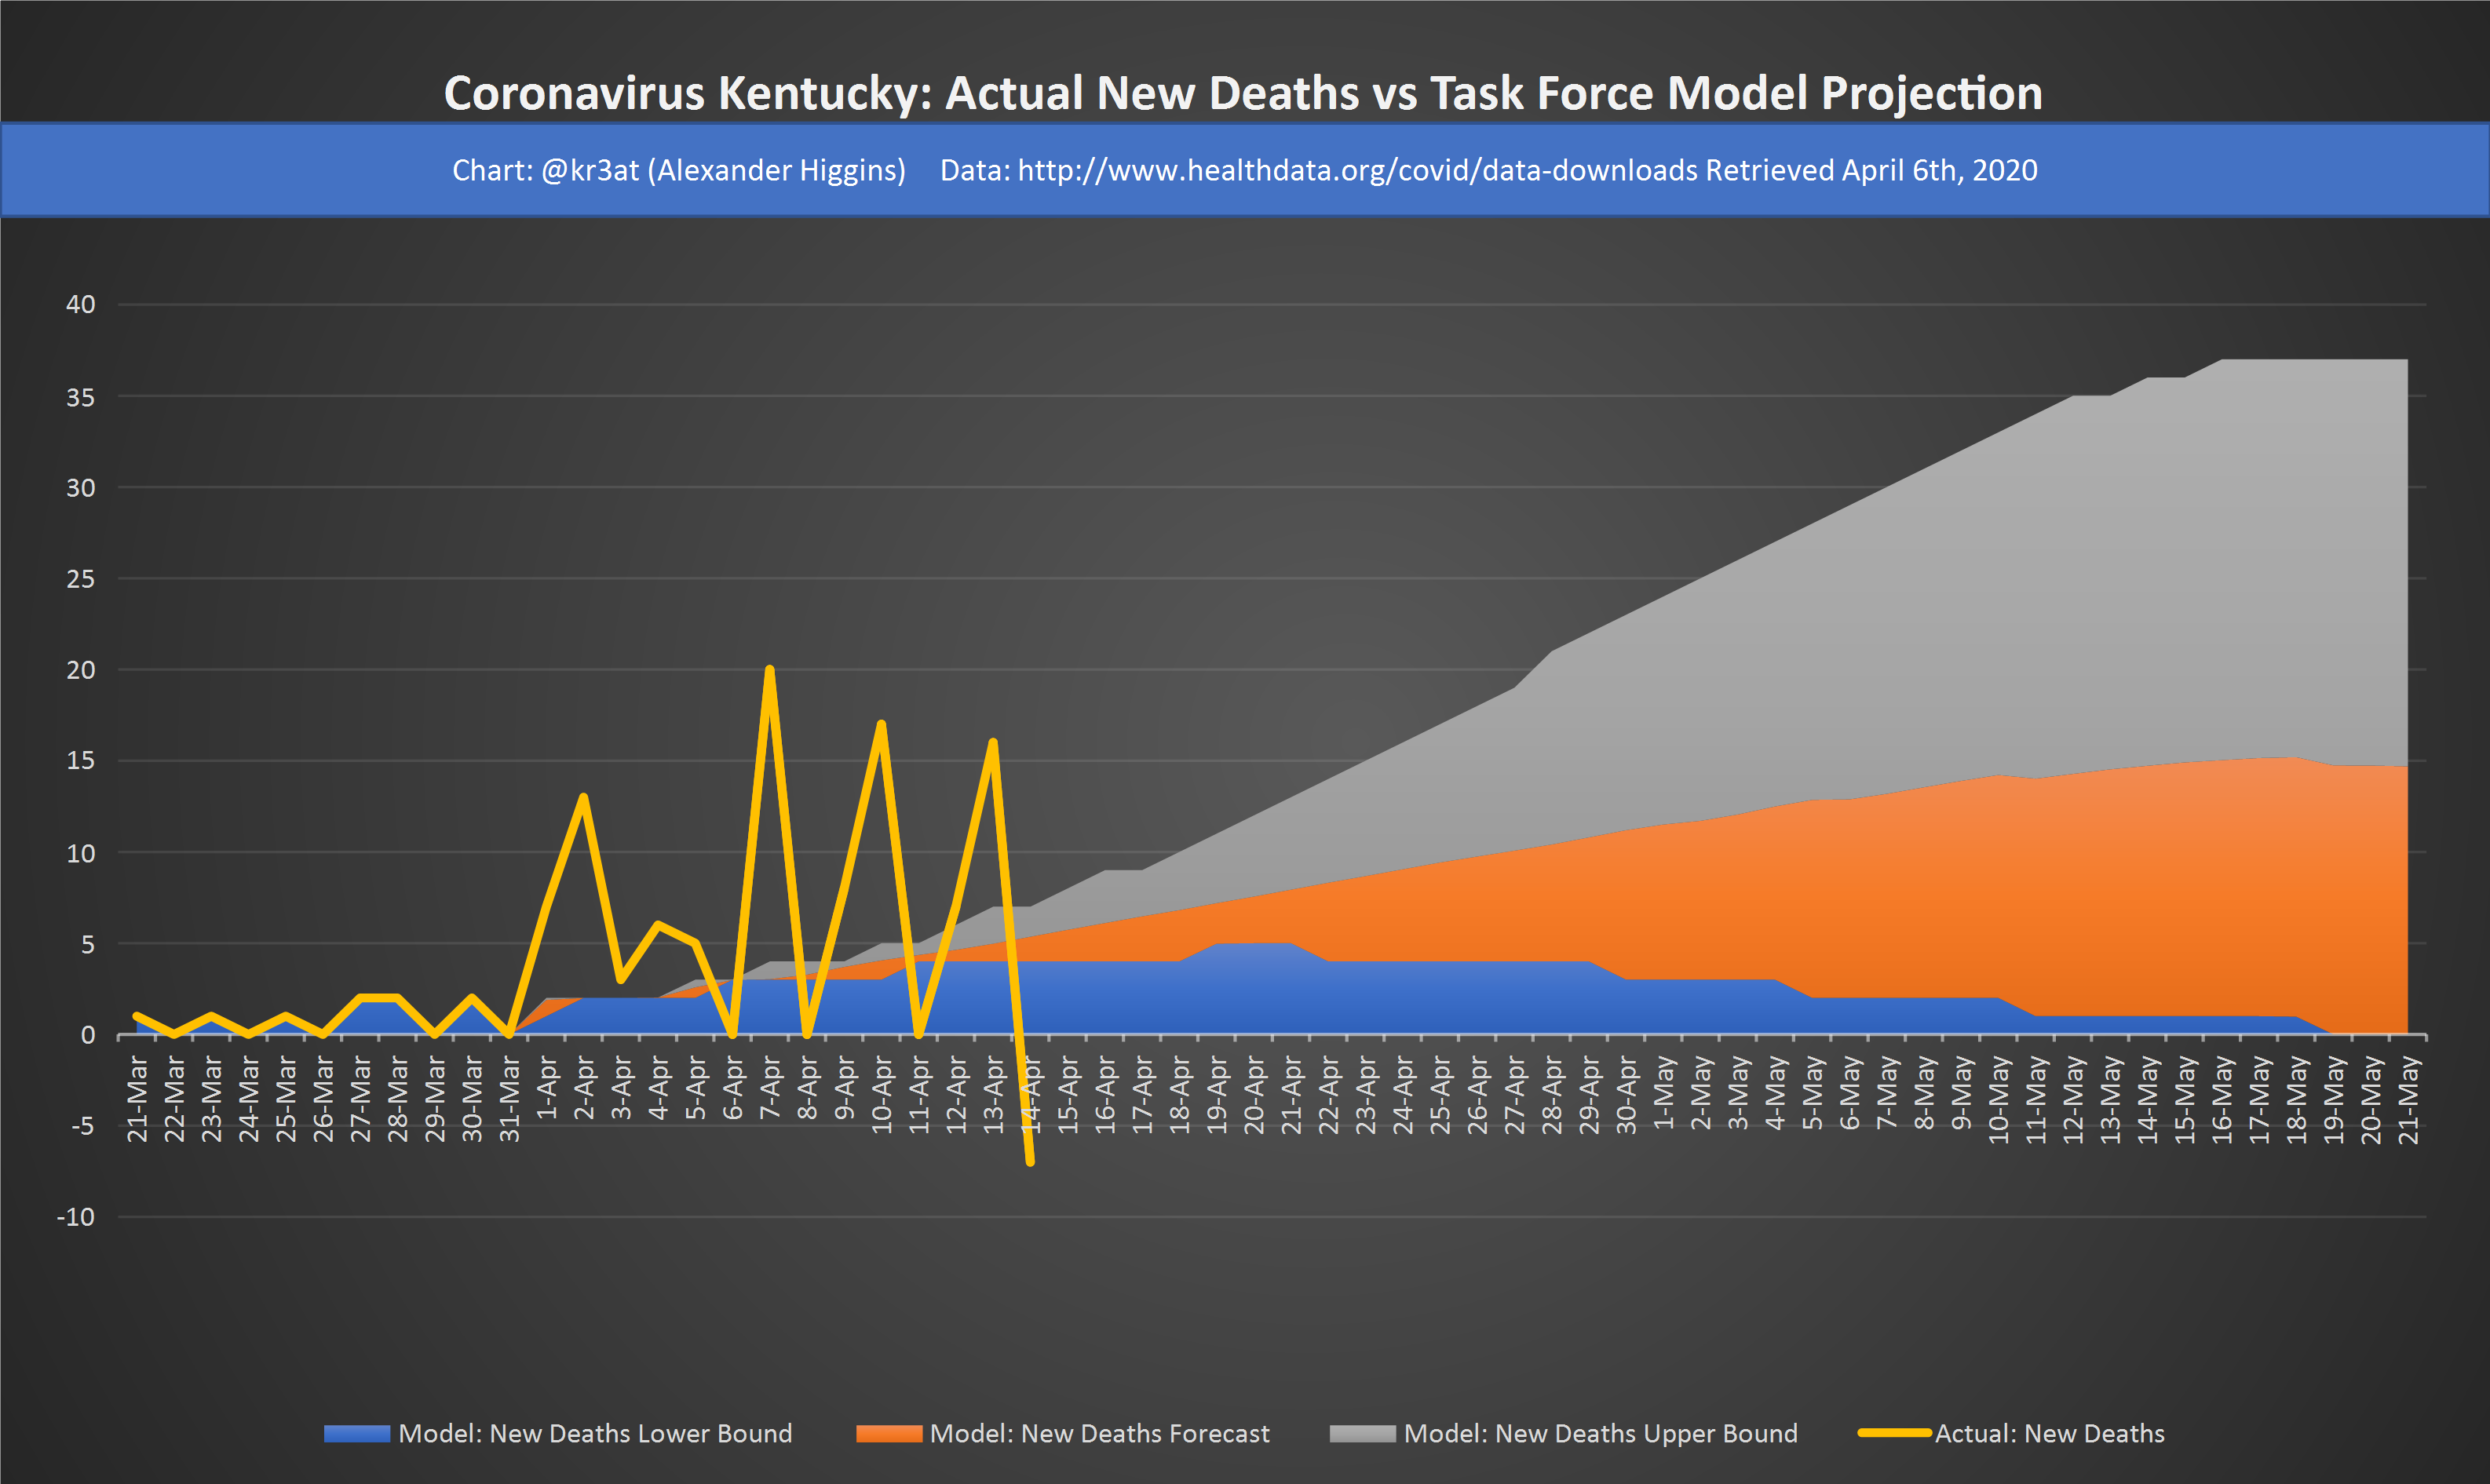 Coronavirus Kentucky: Actual New Deaths vs Task Force Model Projection
Chart: @kr3at (Alexander Higgins) Data: http://www.healthdata.org/covid/data-downloads Retrieved April 6th, 2020
40
35
30
25
20
15
10
5
0
-5
-10
21-Mar
22-Mar
23-Mar
24-Mar
25-Mar
26-Mar
27-Mar
28-Mar
29-Mar
30-Mar
31-Mar
1-Apr
2-Apr
3-Apr
4-Apr
5-Apr
6-Apr
7-Apr
8-Apr
9-Apr
10-Apr
11-Apr
12-Apr
13-Apr
14-Apr
15-Apr
16-Apr
17-Apr
18-Apr
19-Apr
20-Apr
21-Apr
22-Apr
23-Apr
24-Apr
25-Apr
26-Apr
27-Apr
28-Apr
29-Apr
30-Apr
1-May
2-May
3-May
4-May
5-May
6-May
7-May
8-May
9-May
10-May
11-May
12-May
13-May
14-May
15-May
16-May
17-May
18-May
19-May
20-May
21-May
Model: New Deaths Lower Bound
Model: New Deaths Forecast
Model: New Deaths Upper Bound
Actual: New Deaths